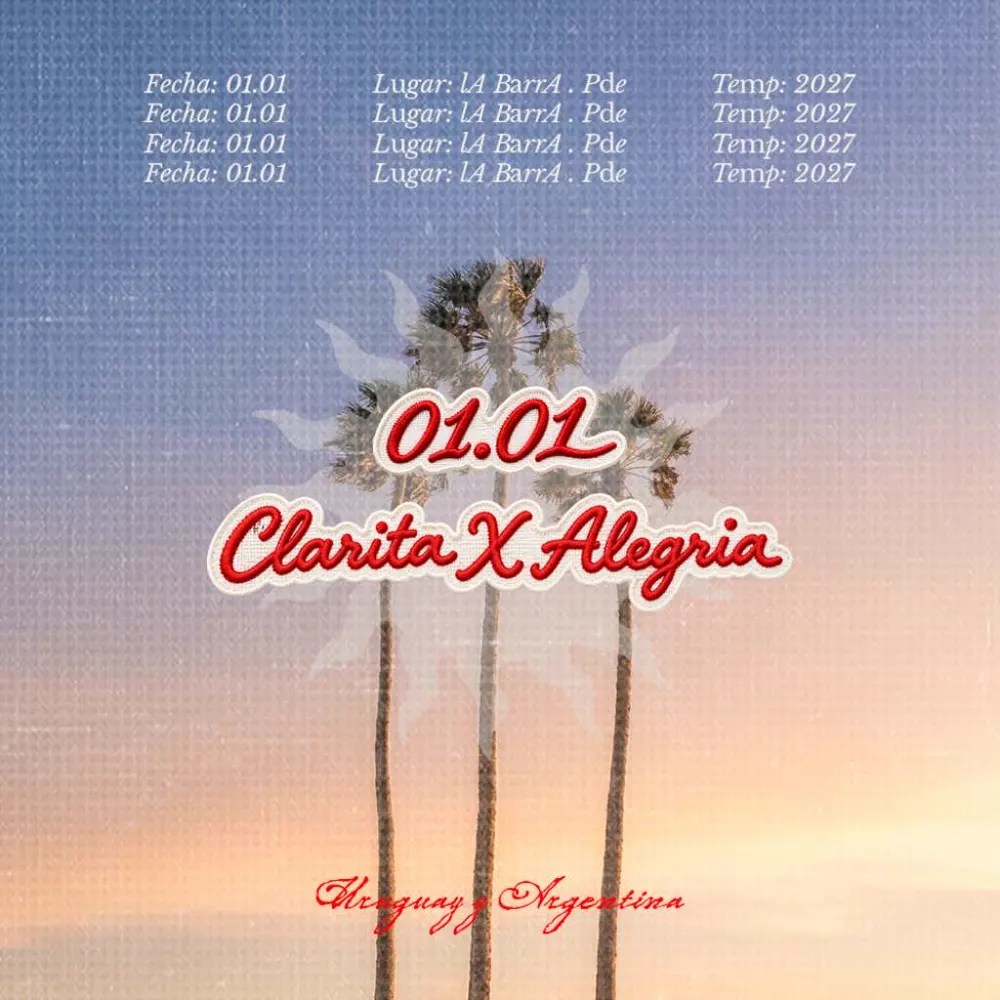 Fecha: 01.01 Lugar: lA BarrA . Pde Temp: 2027
Fecha: 01.01 Lugar: lA BarrA . Pde Temp: 2027
Fecha: 01.01 Lugar: lA BarrA . Pde Temp: 2027
Fecha: 01.01 Lugar: lA BarrA . Pde Temp: 2027
01.01
Clarita X Alegria
Uruguay y Argentina